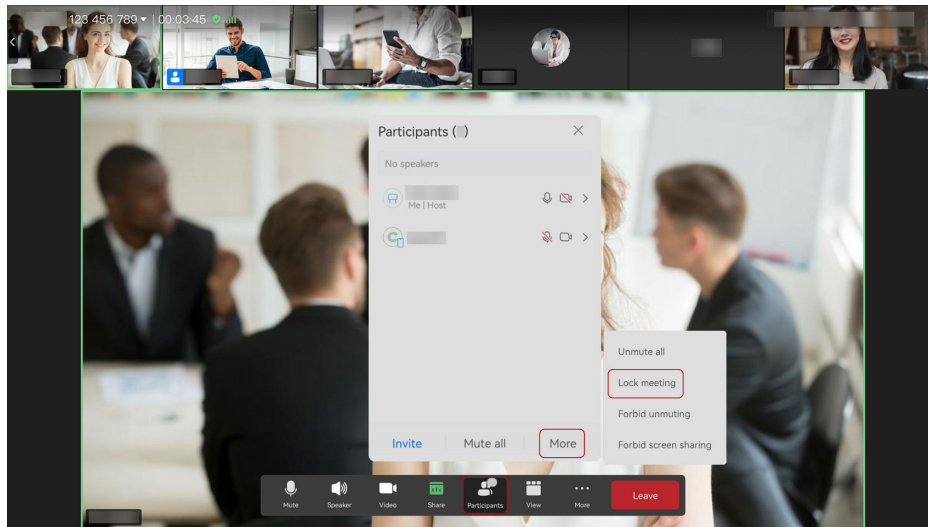 123 456 789 | 00:03:45
Participants ( )
No speakers
Me | Host
Unmute all
Lock meeting
Forbid unmuting
Forbid screen sharing
Invite
Mute all
More
Mute
Speaker
Video
Share
Participants
View
More
Leave